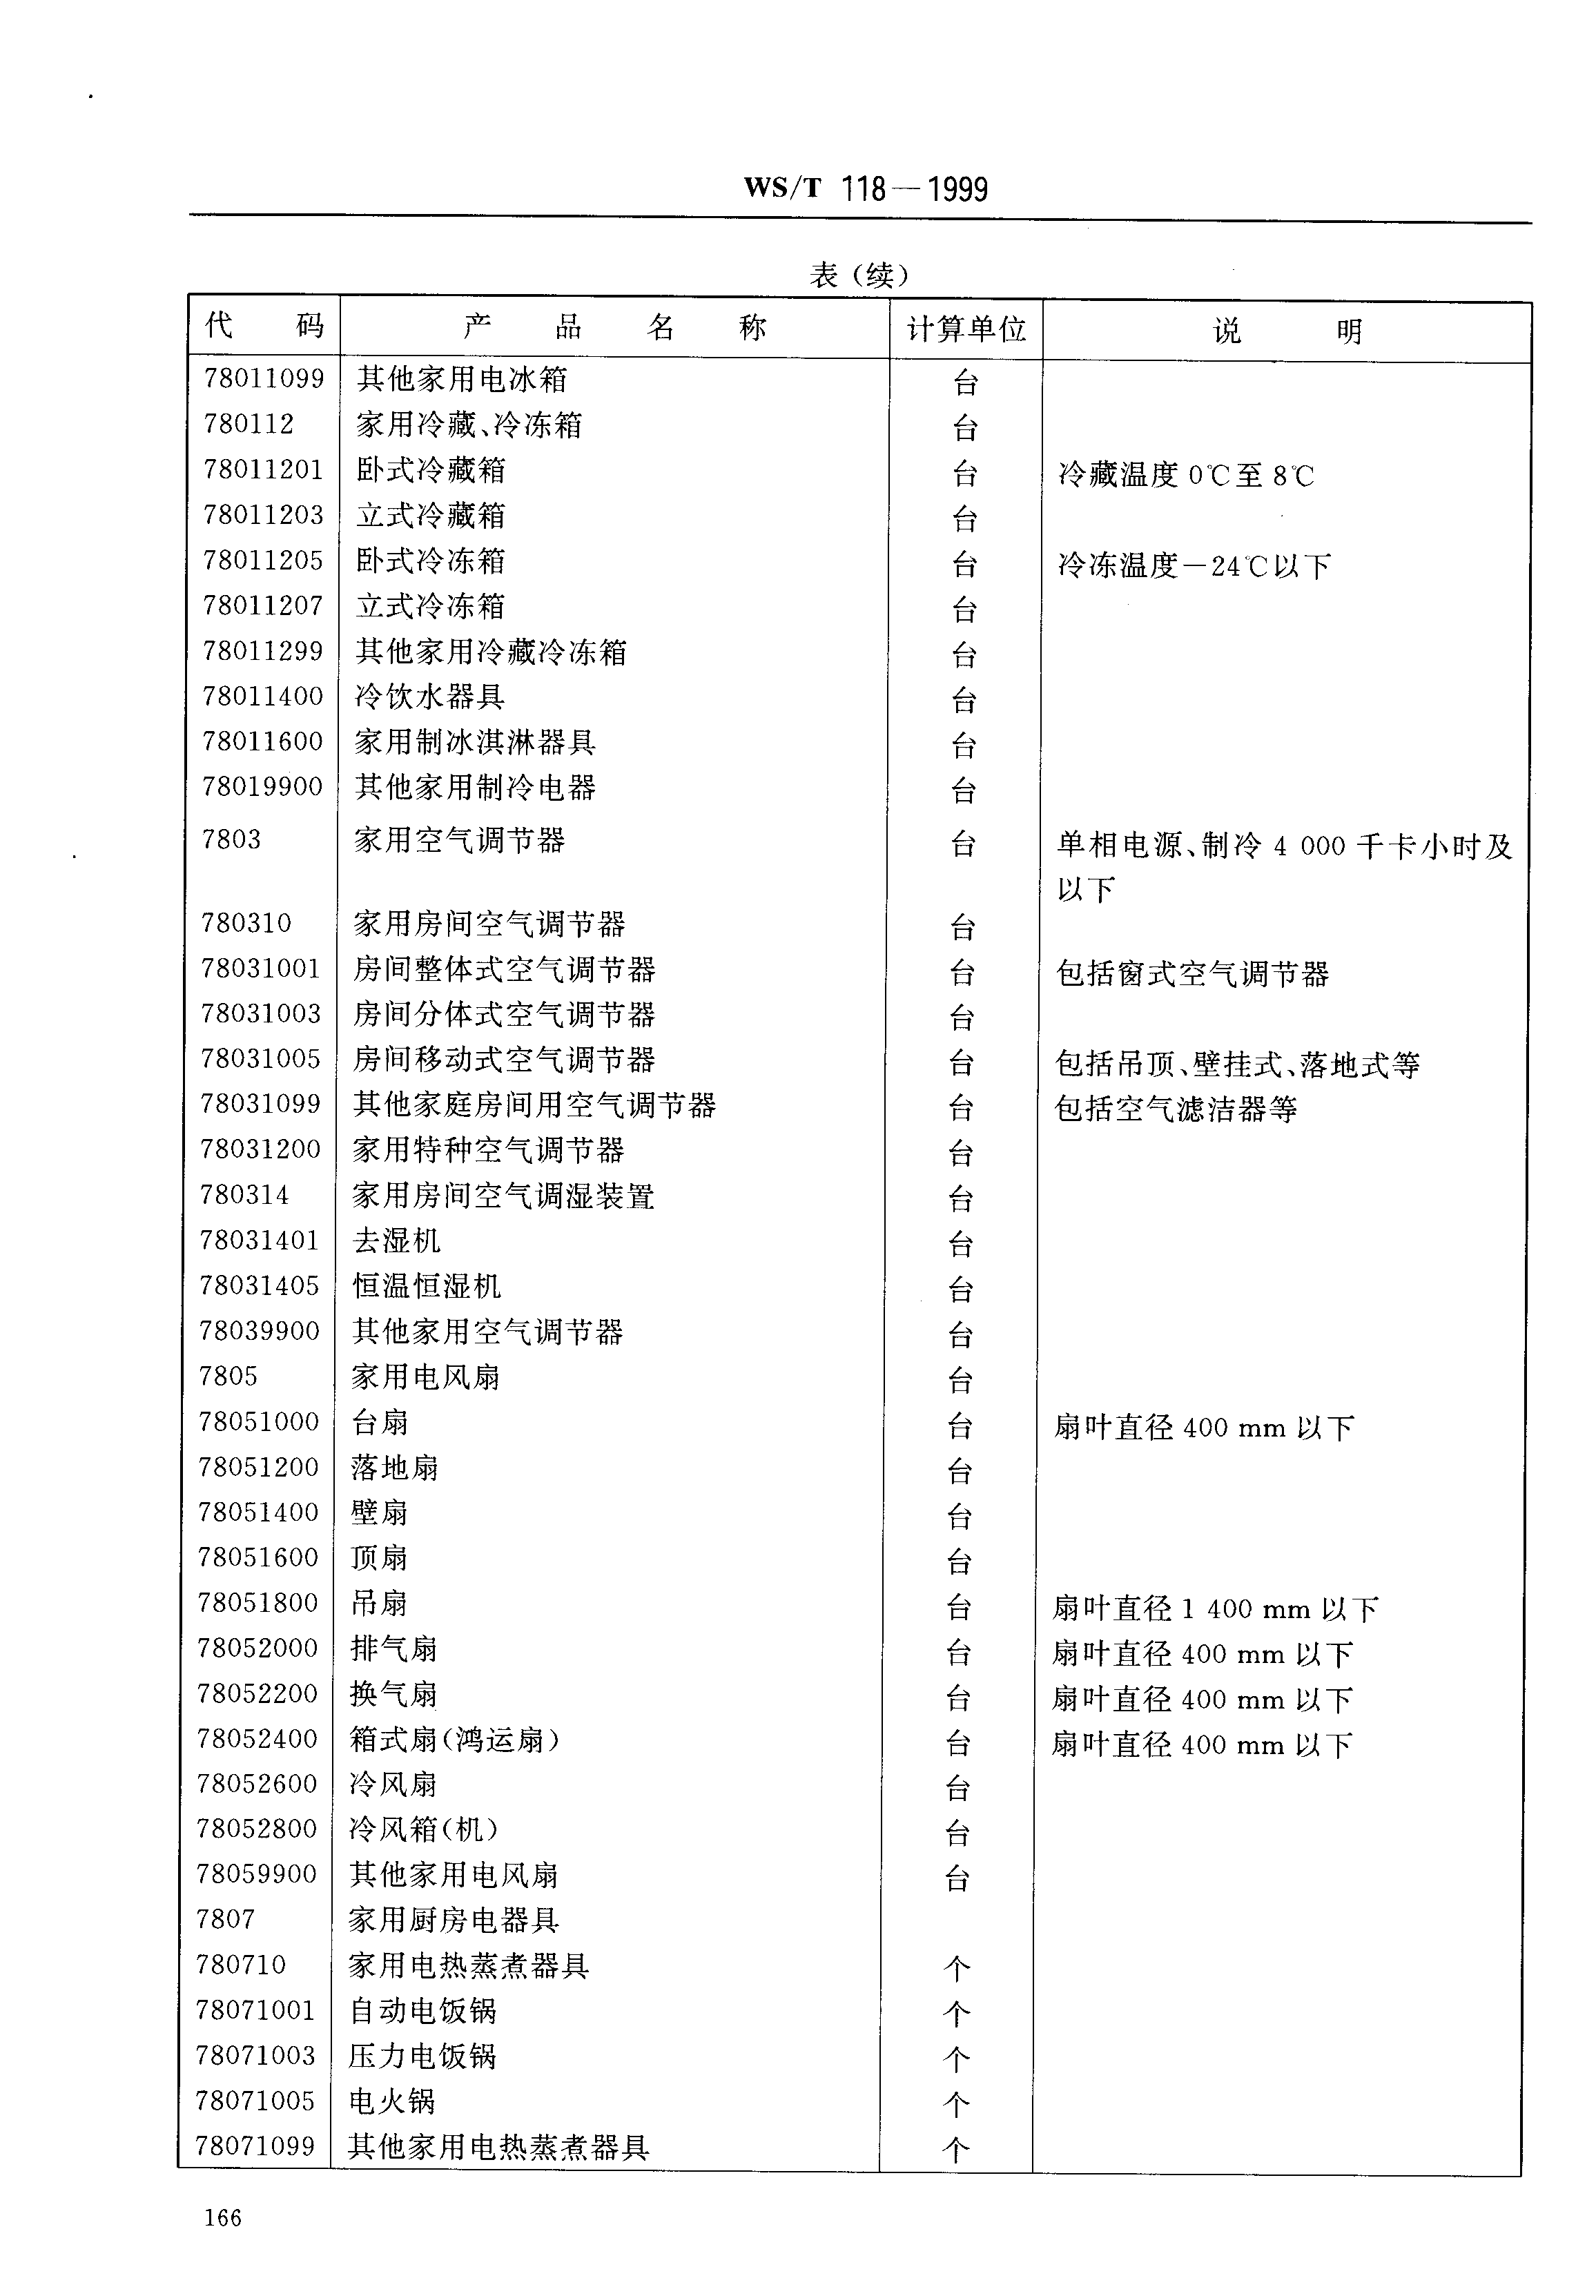 WS/T 118—1999
表（续）
代 码 产 品 名 称 计算单位 说 明
78011099 其他家用电冰箱 台
780112 家用冷藏、冷冻箱 台
78011201 卧式冷藏箱 台 冷藏温度 0℃至 8℃
78011203 立式冷藏箱 台
78011205 卧式冷冻箱 台 冷冻温度－24℃以下
78011207 立式冷冻箱 台
78011299 其他家用冷藏冷冻箱 台
78011400 冷饮水器具 台
78011600 家用制冰淇淋器具 台
78019900 其他家用制冷电器 台
7803 家用空气调节器 台 单相电源、制冷 4 000 千卡小时及
以下
780310 家用房间空气调节器 台
78031001 房间整体式空气调节器 台 包括窗式空气调节器
78031003 房间分体式空气调节器 台
78031005 房间移动式空气调节器 台 包括吊顶、壁挂式、落地式等
78031099 其他家庭房间用空气调节器 台 包括空气滤洁器等
78031200 家用特种空气调节器 台
780314 家用房间空气调湿装置 台
78031401 去湿机 台
78031405 恒温恒湿机 台
78039900 其他家用空气调节器 台
7805 家用电风扇 台
78051000 台扇 台 扇叶直径 400 mm 以下
78051200 落地扇 台
78051400 壁扇 台
78051600 顶扇 台
78051800 吊扇 台 扇叶直径 1 400 mm 以下
78052000 排气扇 台 扇叶直径 400 mm 以下
78052200 换气扇 台 扇叶直径 400 mm 以下
78052400 箱式扇（鸿运扇） 台 扇叶直径 400 mm 以下
78052600 冷风扇 台
78052800 冷风箱（机） 台
78059900 其他家用电风扇 台
7807 家用厨房电器具
780710 家用电热蒸煮器具 个
78071001 自动电饭锅 个
78071003 压力电饭锅 个
78071005 电火锅 个
78071099 其他家用电热蒸煮器具 个
166